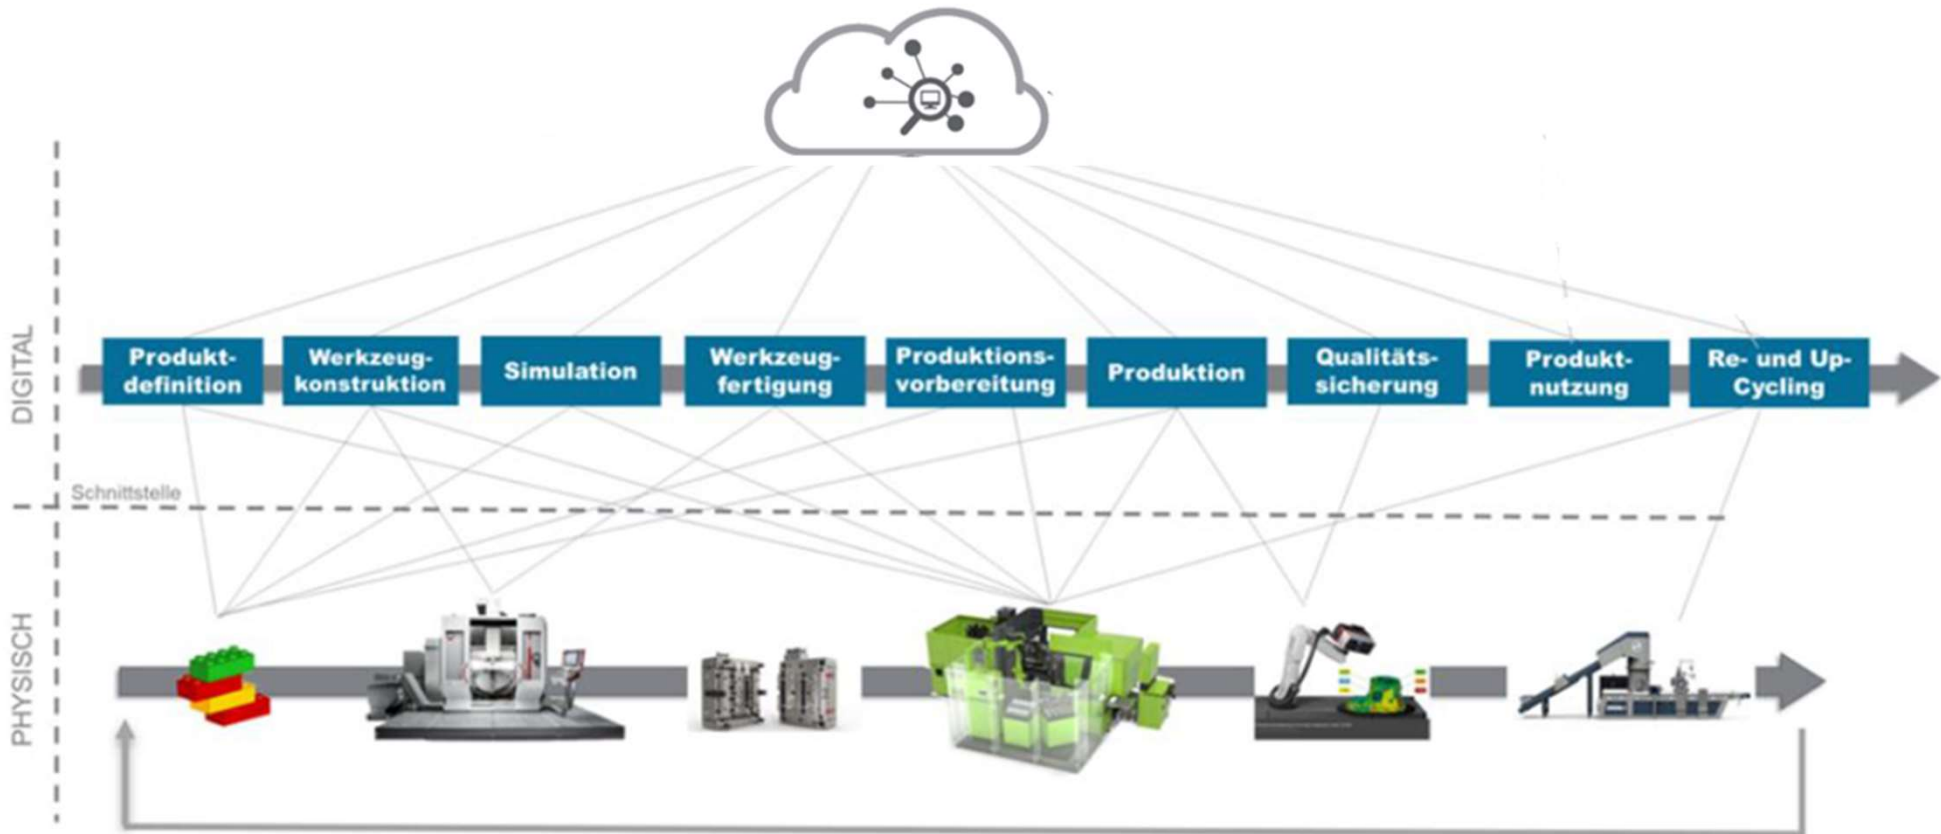 DIGITAL
Produkt-
definition
Werkzeug-
konstruktion
Simulation
Werkzeug-
fertigung
Produktions-
vorbereitung
Produktion
Qualitäts-
sicherung
Produkt-
nutzung
Re- und Up-
Cycling
Schnittstelle
PHYSISCH